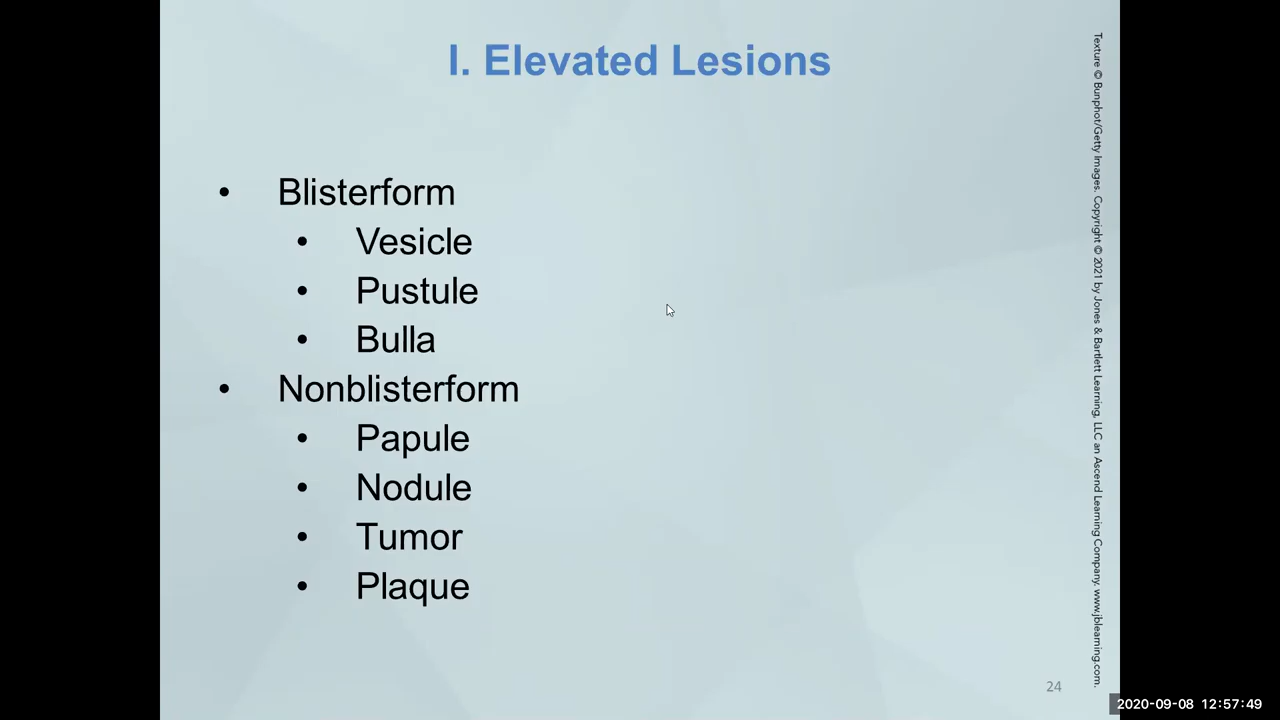 I. Elevated Lesions
• Blisterform
• Vesicle
• Pustule
• Bulla
• Nonblisterform
• Papule
• Nodule
• Tumor
• Plaque
Texture © Bunphot/Getty Images. Copyright © 2021 by Jones & Bartlett Learning, LLC an Ascend Learning Company. www.jblearning.com.
24
2020-09-08 12:57:49